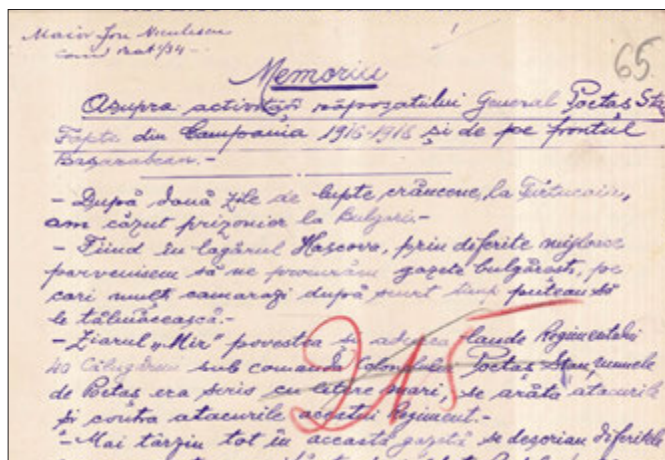 Maior Ion Niculescu
Com. Bat. 1/34 -
65
Memoriu
Asupra activităţii răposatului General Poetaş Sta
Fapte din Campania 1916-1918 şi de pe frontul
Basarabean.-
- După două zile de lupte crâncene, la Turtucaia,
am căzut prizonier la Bulgari.-
- Fiind în lagărul Hascovo, prin diferite mijloace
parvenisem să ne procurăm gazete bulgăreşti, pe
cari mulţi camarazi după scurt timp puteau să
le tălmăcească.-
- Ziarul „Mir" povestea şi aducea laude Regimentului
40 Călugăreni sub comanda Colonelului Poetaş Stan, numele
de Poetaş era scris cu litere mari, se arăta atacurile
şi contra atacurile acestui Regiment.-
- Mai târziu tot în această gazetă se descriau diferitele